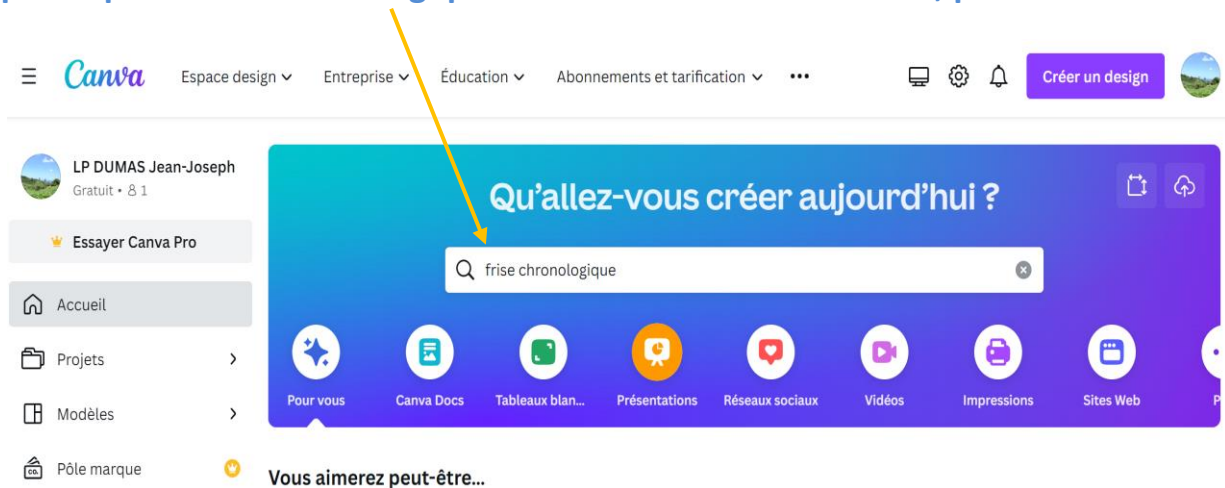 Canva Espace design Entreprise Éducation Abonnements et tarification ••• Créer un design
LP DUMAS Jean-Joseph
Gratuit • 1
Essayer Canva Pro
Qu'allez-vous créer aujourd'hui ?
frise chronologique
Accueil
Projets
Modèles
Pôle marque
CO.
Pour vous Canva Docs Tableaux blan... Présentations Réseaux sociaux Vidéos Impressions Sites Web P
Vous aimerez peut-être...